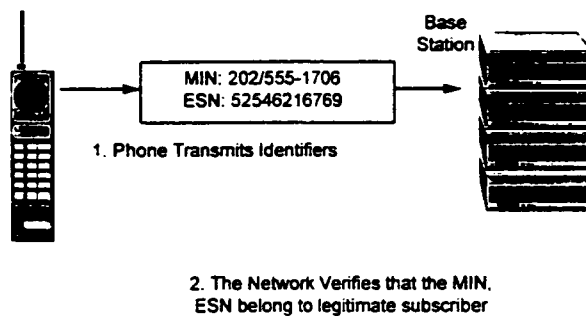 Base
Station
MIN: 202/555-1706
ESN: 52546216769
1. Phone Transmits Identifiers
2. The Network Verifies that the MIN,
ESN belong to legitimate subscriber